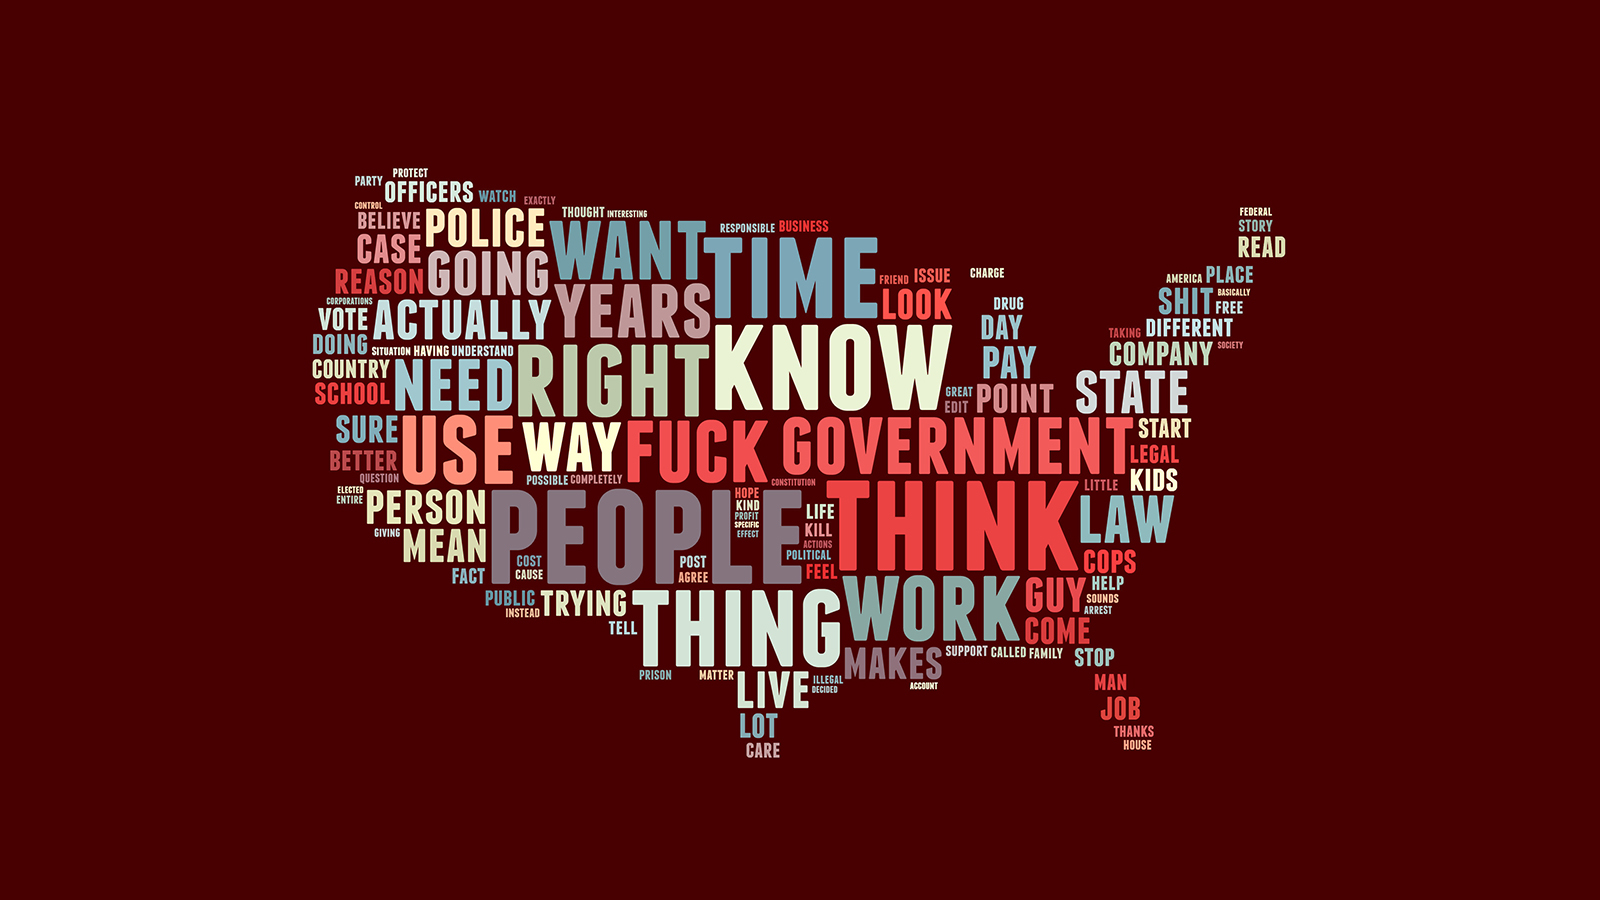 PROTECT
PARTY
OFFICERS
WATCH
EXACTLY
CONTROL
THOUGHT
INTERESTING
FEDERAL
BELIEVE
POLICE
WANT
RESPONSIBLE
BUSINESS
STORY
CASE
GOING
TIME
READ
REASON
FRIEND
ISSUE
CHARGE
AMERICA
PLACE
CORPORATIONS
ACTUALLY
YEARS
LOOK
DRUG
SHIT
BASICALLY
FREE
VOTE
DAY
TAKING
DIFFERENT
DOING
SITUATION
HAVING
UNDERSTAND
KNOW
PAY
COMPANY
SOCIETY
COUNTRY
NEED
RIGHT
GREAT
EDIT
POINT
STATE
SCHOOL
SURE
USE
WAY
FUCK
GOVERNMENT
START
BETTER
LEGAL
QUESTION
POSSIBLE
COMPLETELY
CONSTITUTION
LITTLE
KIDS
ELECTED
ENTIRE
PERSON
PEOPLE
HOPE
KIND
PROFIT
SPECIFIC
EFFECT
LIFE
THINK
LAW
GIVING
MEAN
KILL
ACTIONS
POLITICAL
COST
CAUSE
POST
AGREE
FEEL
COPS
FACT
WORK
GUY
HELP
PUBLIC
INSTEAD
TRYING
THING
SOUNDS
ARREST
TELL
COME
MAKES
SUPPORT
CALLED
FAMILY
STOP
PRISON
MATTER
LIVE
ILLEGAL
DECIDED
ACCOUNT
MAN
LOT
JOB
CARE
THANKS
HOUSE